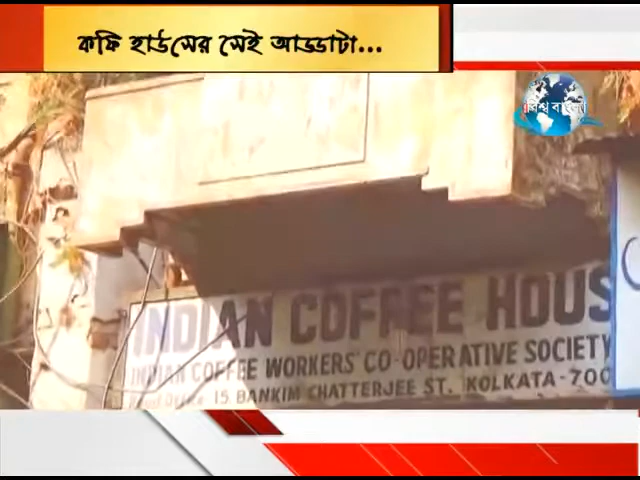 কফি হাউসের সেই আড্ডাটা...
বিশ্ব বাংলা
INDIAN COFFEE HOUS
INDIAN COFFEE WORKERS' CO-OPERATIVE SOCIETY
15 BANKIM CHATTERJEE ST. KOLKATA-700